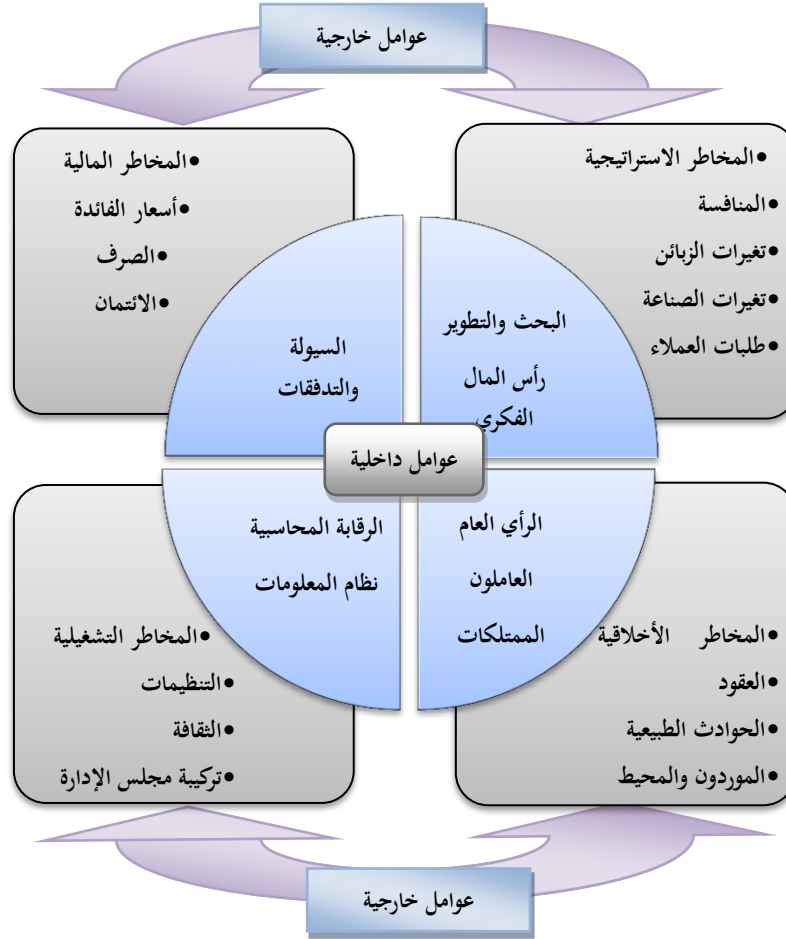 عوامل خارجية
•المخاطر الاستراتيجية
•المنافسة
•تغيرات الزبائن
•تغيرات الصناعة
•طلبات العملاء
•المخاطر المالية
•أسعار الفائدة
•الصرف
•الائتمان
البحث والتطوير
رأس المال
الفكري
السيولة
والتدفقات
عوامل داخلية
الرأي العام
العاملون
الممتلكات
الرقابة المحاسبية
نظام المعلومات
•المخاطر الأخلاقية
•العقود
•الحوادث الطبيعية
•الموردون والمحيط
•المخاطر التشغيلية
•التنظيمات
•الثقافة
•تركيبة مجلس الإدارة
عوامل خارجية